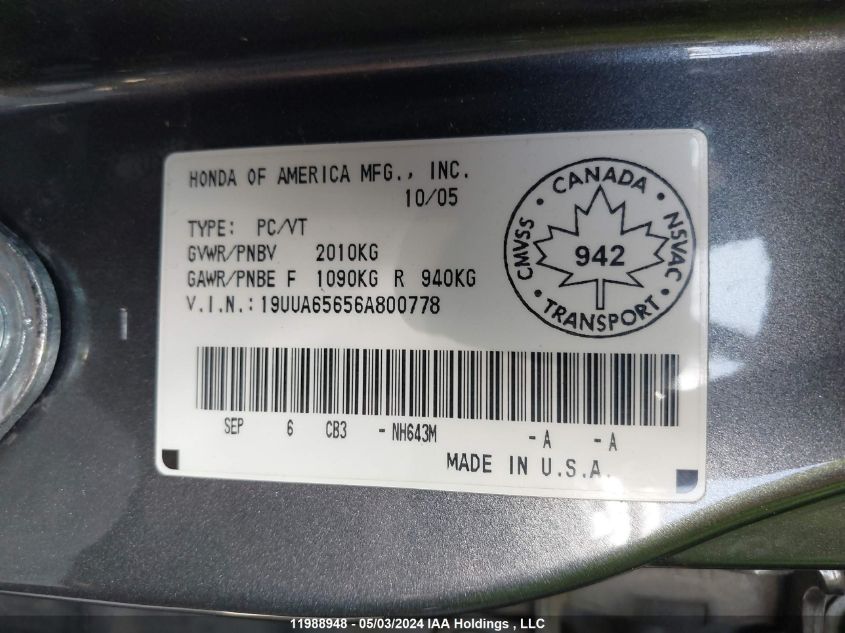 HONDA OF AMERICA MFG., INC.
10/05
TYPE: PC/VT
GVWR/PNBV 2010KG
GAWR/PNBE F 1090KG R 940KG
V.I.N.: 19UUA65656A800778
CANADA
CMVSS
942
NSVAC
TRANSPORT
SEP 6 CB3 -NH643M -A -A
MADE IN U.S.A.
11988948 - 05/03/2024 IAA Holdings , LLC